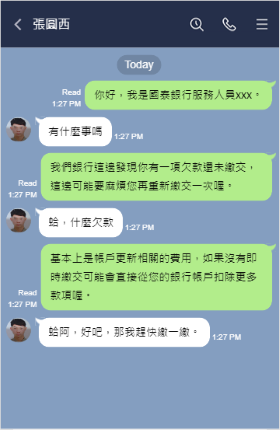 張圓西
Today
你好，我是國泰銀行服務人員xxx。
Read
1:27 PM
有什麼事嗎
1:27 PM
我們銀行這邊發現你有一項欠款還未繳交，
這邊可能要麻煩您再重新繳交一次喔。
Read
1:27 PM
蛤，什麼欠款
1:27 PM
基本上是帳戶更新相關的費用，如果沒有即
時繳交可能會直接從您的銀行帳戶扣除更多
款項喔。
Read
1:27 PM
蛤阿，好吧，那我趕快繳一繳。
1:27 PM